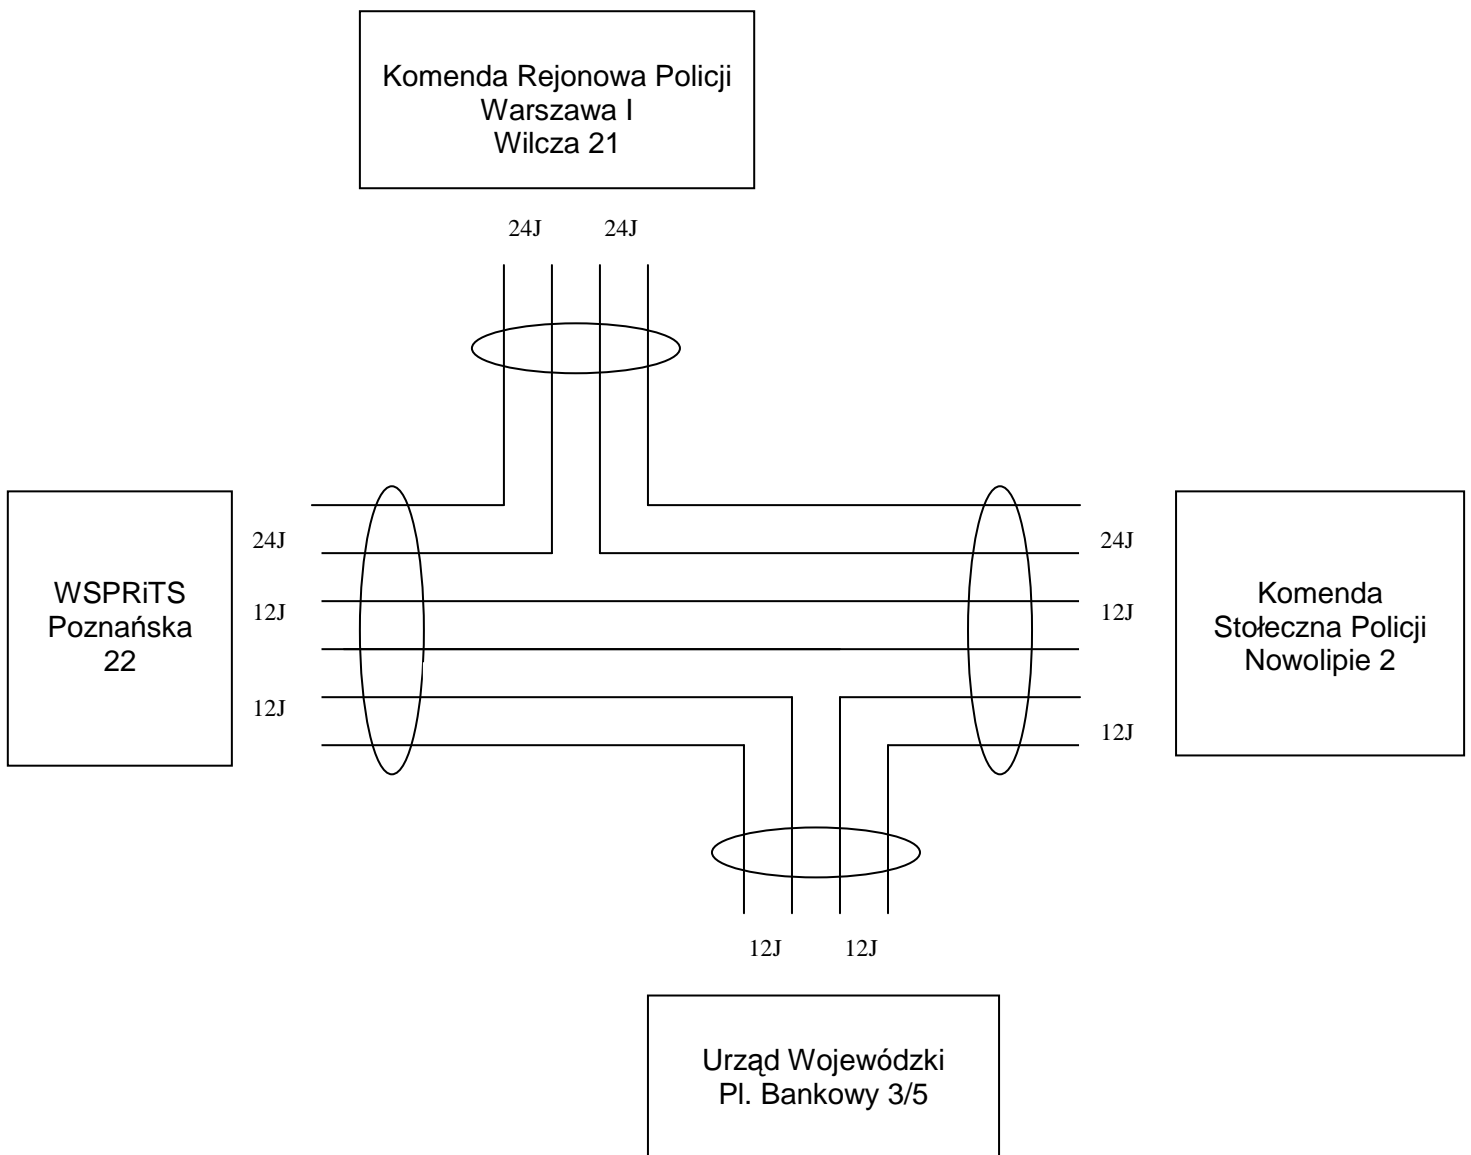 Komenda Rejonowa Policji
Warszawa I
Wilcza 21
24J 24J
24J
12J
12J
WSPRiTS
Poznańska
22
24J
12J
12J
Komenda
Stołeczna Policji
Nowolipie 2
12J 12J
Urząd Wojewódzki
Pl. Bankowy 3/5